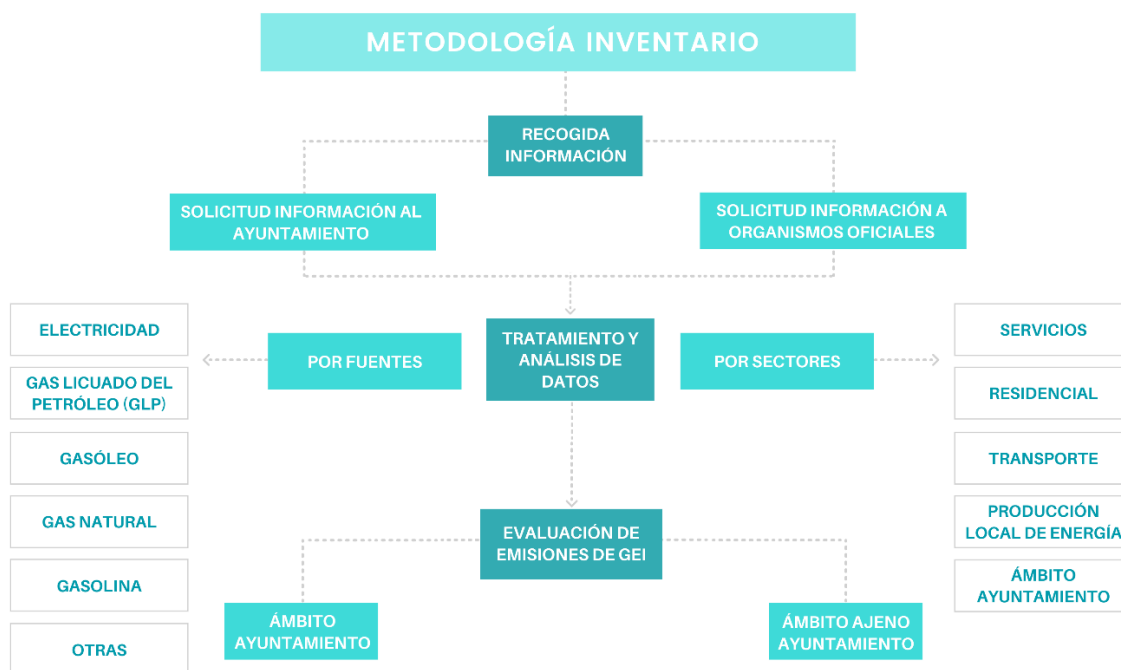 METODOLOGÍA INVENTARIO
RECOGIDA
INFORMACIÓN
SOLICITUD INFORMACIÓN AL
AYUNTAMIENTO
SOLICITUD INFORMACIÓN A
ORGANISMOS OFICIALES
ELECTRICIDAD
GAS LICUADO DEL
PETRÓLEO (GLP)
GASÓLEO
GAS NATURAL
GASOLINA
OTRAS
POR FUENTES
TRATAMIENTO Y
ANÁLISIS DE
DATOS
POR SECTORES
SERVICIOS
RESIDENCIAL
TRANSPORTE
PRODUCCIÓN
LOCAL DE ENERGÍA
ÁMBITO
AYUNTAMIENTO
EVALUACIÓN DE
EMISIONES DE GEI
ÁMBITO
AYUNTAMIENTO
ÁMBITO AJENO
AYUNTAMIENTO